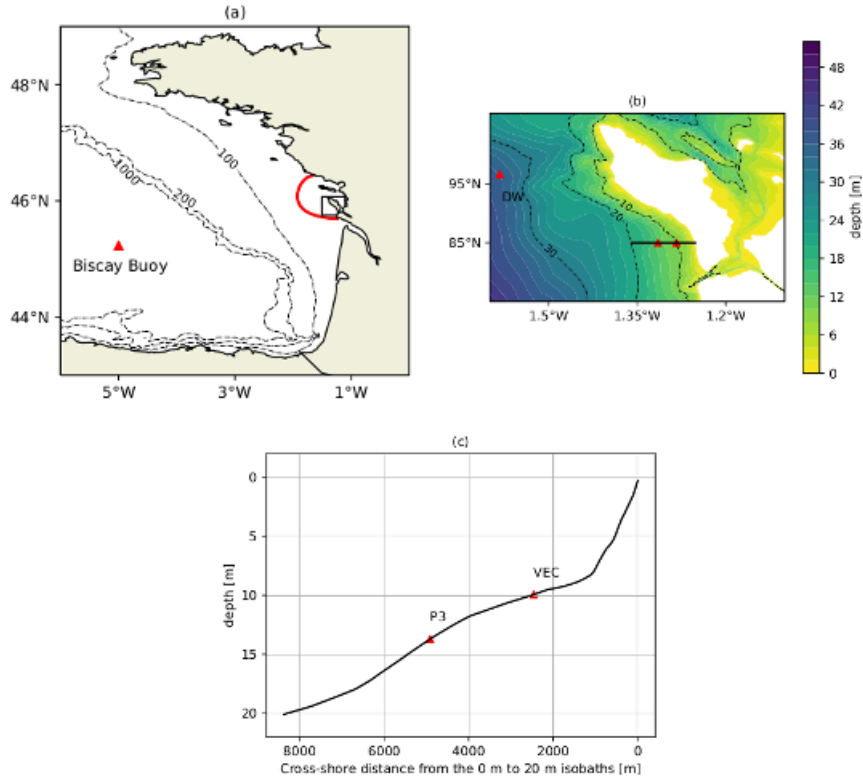 (a)
48°N
46°N
44°N
5°W
3°W
1°W
100
200
1000
Biscay Buoy
(b)
95°N
85°N
1.5°W
1.35°W
1.2°W
DW
10
20
30
48
42
36
30
24
18
12
6
0
depth [m]
(c)
0
5
10
15
20
depth [m]
VEC
P3
8000
6000
4000
2000
0
Cross-shore distance from the 0 m to 20 m isobaths [m]